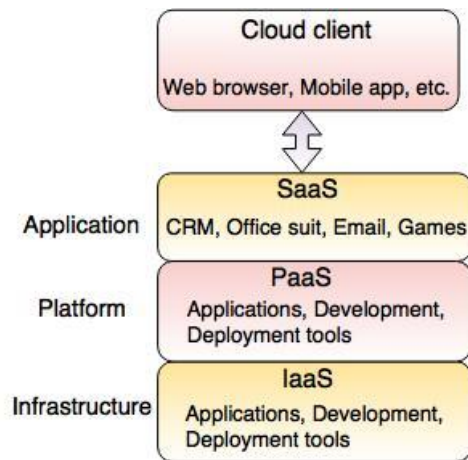 Cloud client
Web browser, Mobile app, etc.
SaaS
Application
CRM, Office suit, Email, Games
PaaS
Platform
Applications, Development,
Deployment tools
IaaS
Infrastructure
Applications, Development,
Deployment tools